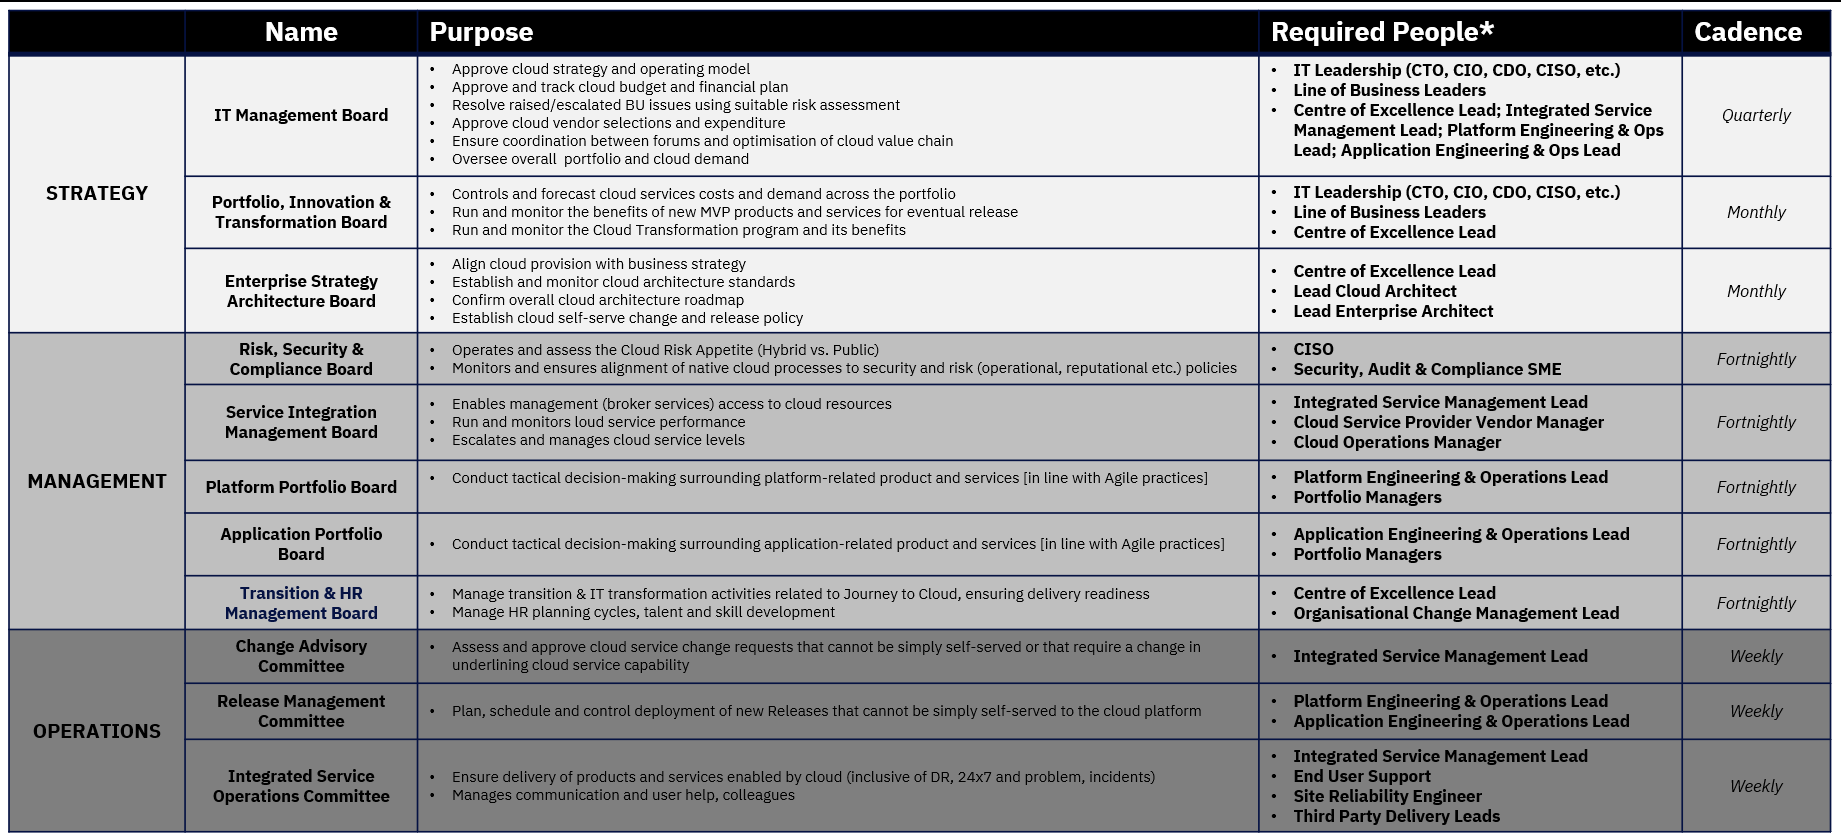 Name
Purpose
Required People*
Cadence
STRATEGY
IT Management Board
• Approve cloud strategy and operating model
• Approve and track cloud budget and financial plan
• Resolve raised/escalated BU issues using suitable risk assessment
• Approve cloud vendor selections and expenditure
• Ensure coordination between forums and optimisation of cloud value chain
• Oversee overall  portfolio and cloud demand
• IT Leadership (CTO, CIO, CDO, CISO, etc.)
• Line of Business Leaders
• Centre of Excellence Lead; Integrated Service
Management Lead; Platform Engineering & Ops
Lead; Application Engineering & Ops Lead
Quarterly
Portfolio, Innovation &
Transformation Board
• Controls and forecast cloud services costs and demand across the portfolio
• Run and monitor the benefits of new MVP products and services for eventual release
• Run and monitor the Cloud Transformation program and its benefits
• IT Leadership (CTO, CIO, CDO, CISO, etc.)
• Line of Business Leaders
• Centre of Excellence Lead
Monthly
Enterprise Strategy
Architecture Board
• Align cloud provision with business strategy
• Establish and monitor cloud architecture standards
• Confirm overall cloud architecture roadmap
• Establish cloud self-serve change and release policy
• Centre of Excellence Lead
• Lead Cloud Architect
• Lead Enterprise Architect
Monthly
MANAGEMENT
Risk, Security &
Compliance Board
• Operates and assess the Cloud Risk Appetite (Hybrid vs. Public)
• Monitors and ensures alignment of native cloud processes to security and risk (operational, reputational etc.) policies
• CISO
• Security, Audit & Compliance SME
Fortnightly
Service Integration
Management Board
• Enables management (broker services) access to cloud resources
• Run and monitors loud service performance
• Escalates and manages cloud service levels
• Integrated Service Management Lead
• Cloud Service Provider Vendor Manager
• Cloud Operations Manager
Fortnightly
Platform Portfolio Board
• Conduct tactical decision-making surrounding platform-related product and services [in line with Agile practices]
• Platform Engineering & Operations Lead
• Portfolio Managers
Fortnightly
Application Portfolio
Board
• Conduct tactical decision-making surrounding application-related product and services [in line with Agile practices]
• Application Engineering & Operations Lead
• Portfolio Managers
Fortnightly
Transition & HR
Management Board
• Manage transition & IT transformation activities related to Journey to Cloud, ensuring delivery readiness
• Manage HR planning cycles, talent and skill development
• Centre of Excellence Lead
• Organisational Change Management Lead
Fortnightly
OPERATIONS
Change Advisory
Committee
• Assess and approve cloud service change requests that cannot be simply self-served or that require a change in
underlining cloud service capability
• Integrated Service Management Lead
Weekly
Release Management
Committee
• Plan, schedule and control deployment of new Releases that cannot be simply self-served to the cloud platform
• Platform Engineering & Operations Lead
• Application Engineering & Operations Lead
Weekly
Integrated Service
Operations Committee
• Ensure delivery of products and services enabled by cloud (inclusive of DR, 24x7 and problem, incidents)
• Manages communication and user help, colleagues
• Integrated Service Management Lead
• End User Support
• Site Reliability Engineer
• Third Party Delivery Leads
Weekly